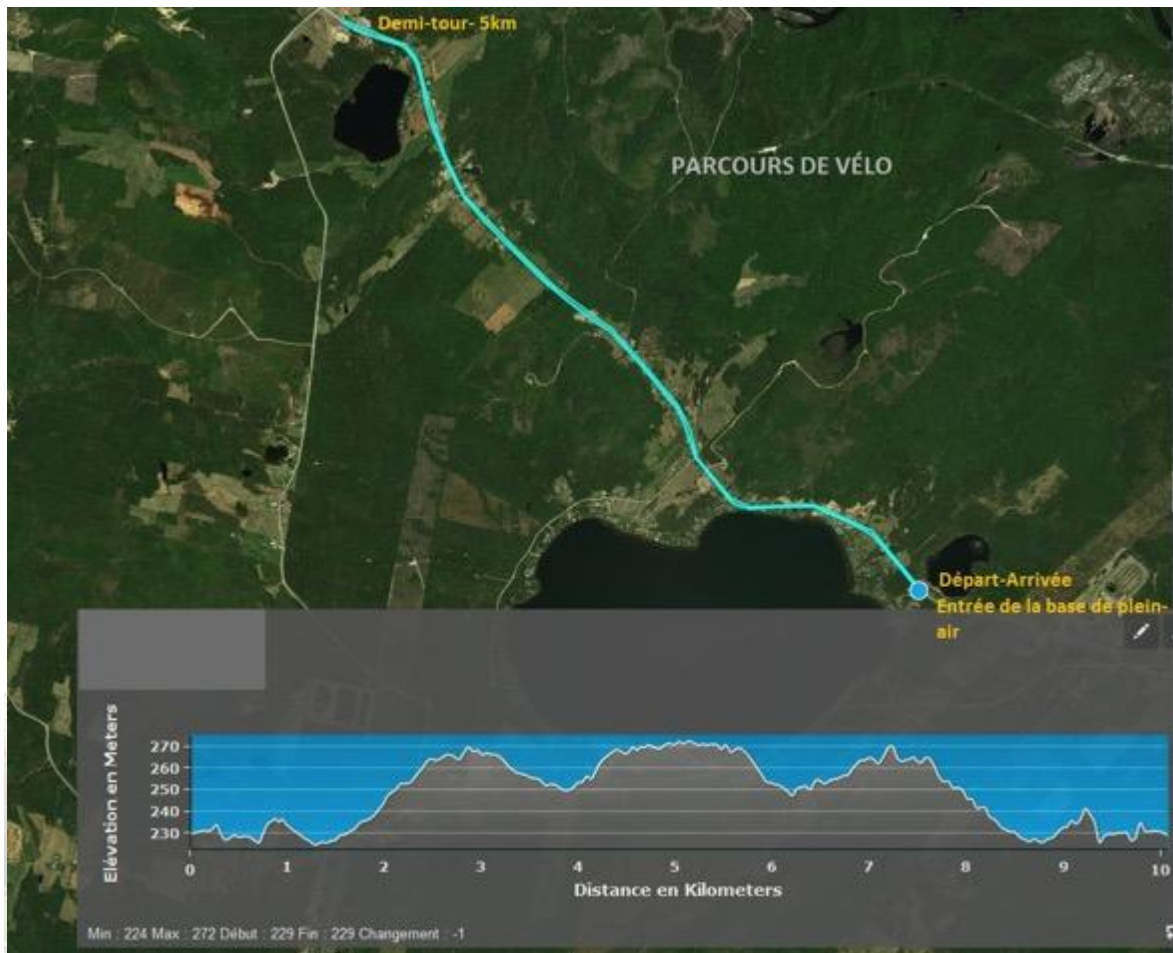 Demi-tour- 5km
PARCOURS DE VÉLO
Départ-Arrivée
Entrée de la base de plein-
air
Elévation en Meters
270
260
250
240
230
0 1 2 3 4 5 6 7 8 9 10
Distance en Kilometers
Min : 224 Max : 272 Début : 229 Fin : 229 Changement : -1